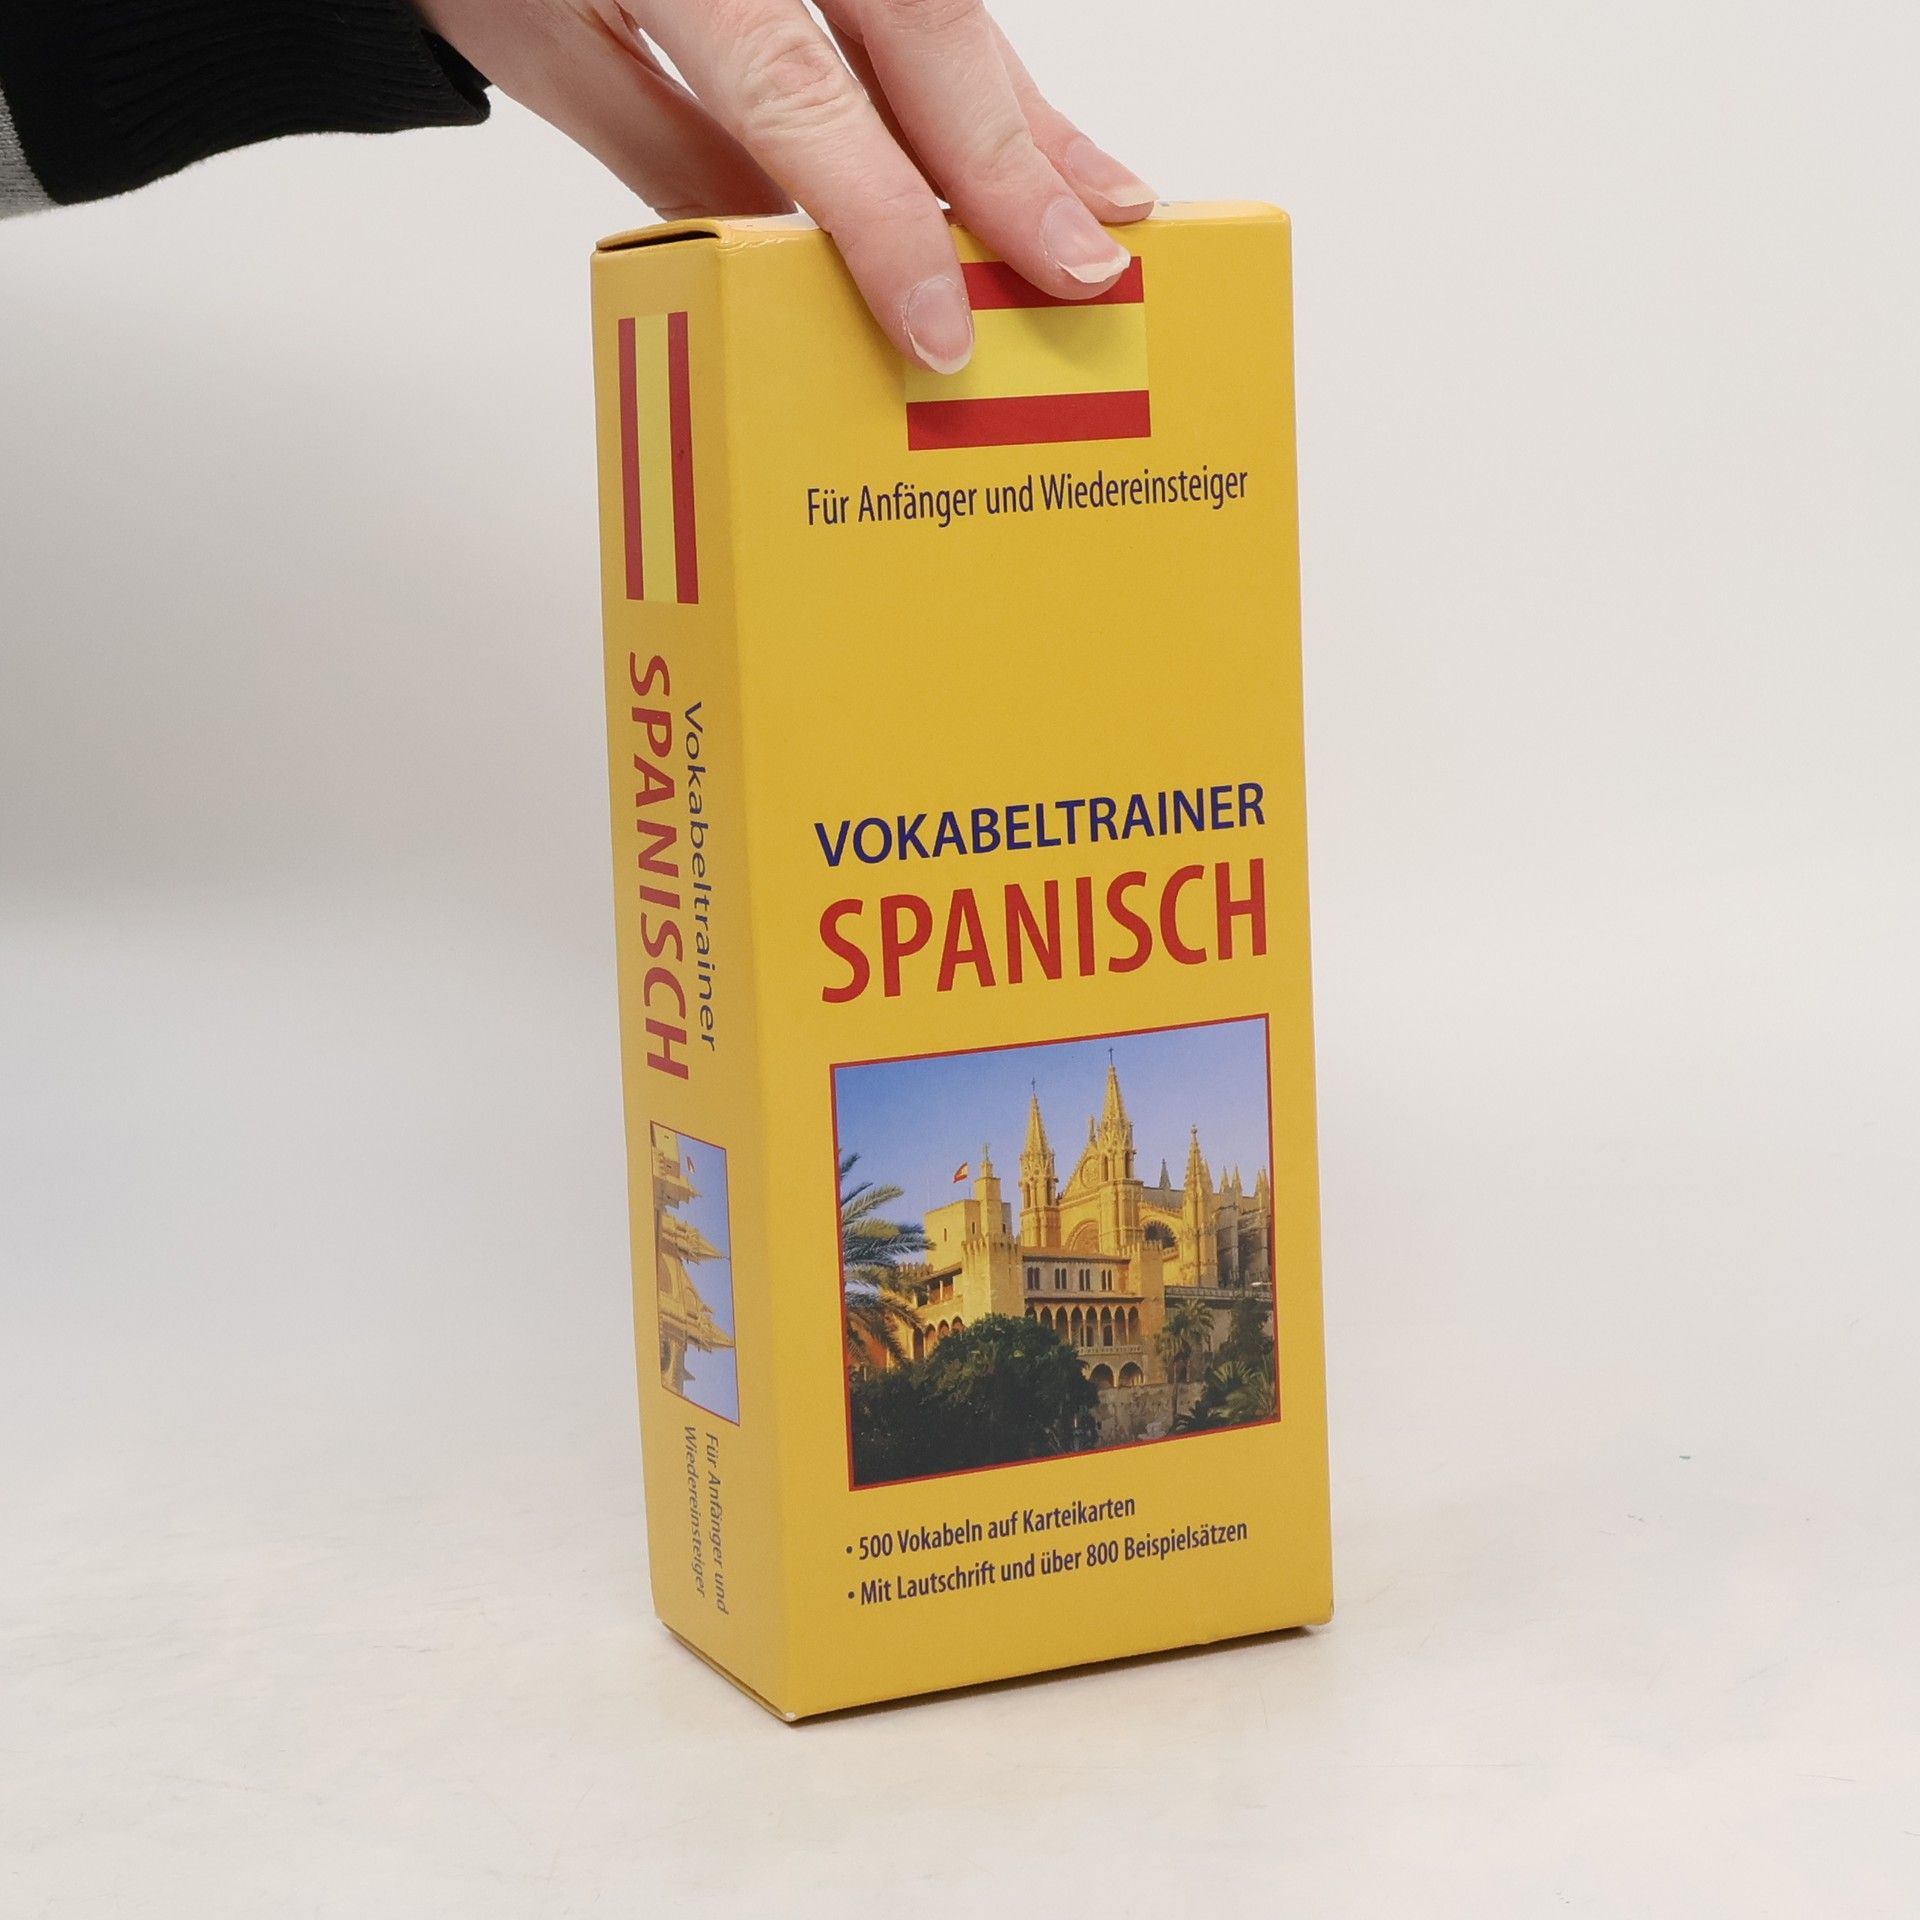 Für Anfänger und Wiedereinsteiger
VOKABELTRAINER
SPANISCH
• 500 Vokabeln auf Karteikarten
• Mit Lautschrift und über 800 Beispielsätzen
Vokabeltrainer
SPANISCH
Für Anfänger und
Wiedereinsteiger